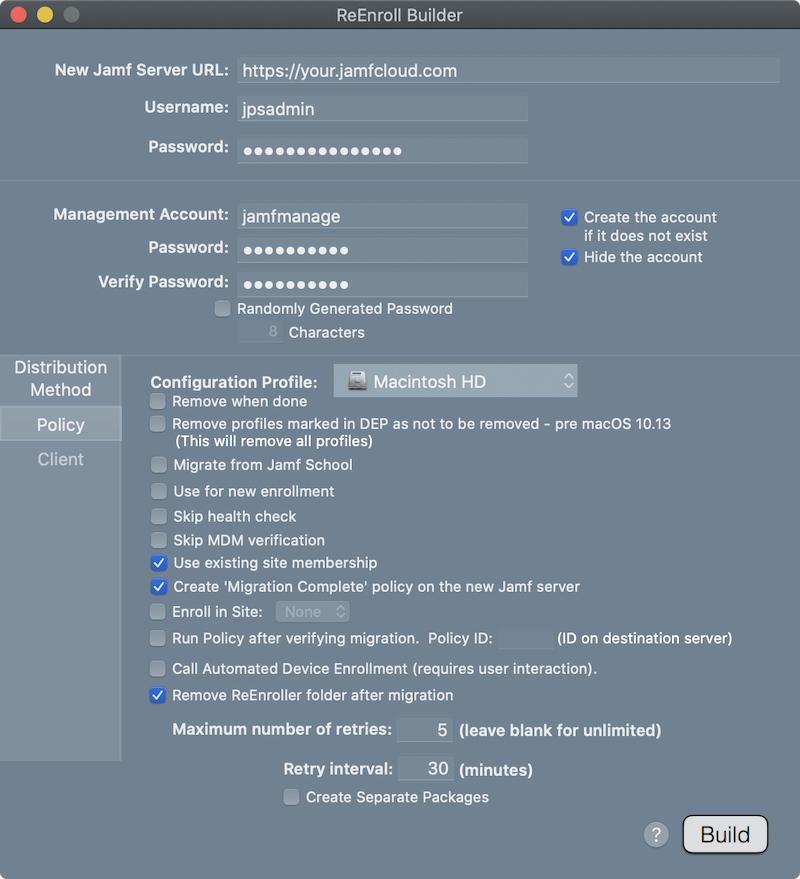 ReEnroll Builder
New Jamf Server URL: https://your.jamfcloud.com
Username: jpsadmin
Password: ●●●●●●●●●●●●●●●
Management Account: jamfmanage
Create the account
if it does not exist
Password: ●●●●●●●●●●
Hide the account
Verify Password: ●●●●●●●●●●
Randomly Generated Password
8 Characters
Distribution
Method
Policy
Client
Configuration Profile: Macintosh HD
Remove when done
Remove profiles marked in DEP as not to be removed - pre macOS 10.13
(This will remove all profiles)
Migrate from Jamf School
Use for new enrollment
Skip health check
Skip MDM verification
Use existing site membership
Create 'Migration Complete' policy on the new Jamf server
Enroll in Site: None
Run Policy after verifying migration. Policy ID: (ID on destination server)
Call Automated Device Enrollment (requires user interaction).
Remove ReEnroller folder after migration
Maximum number of retries: 5 (leave blank for unlimited)
Retry interval: 30 (minutes)
Create Separate Packages
? Build